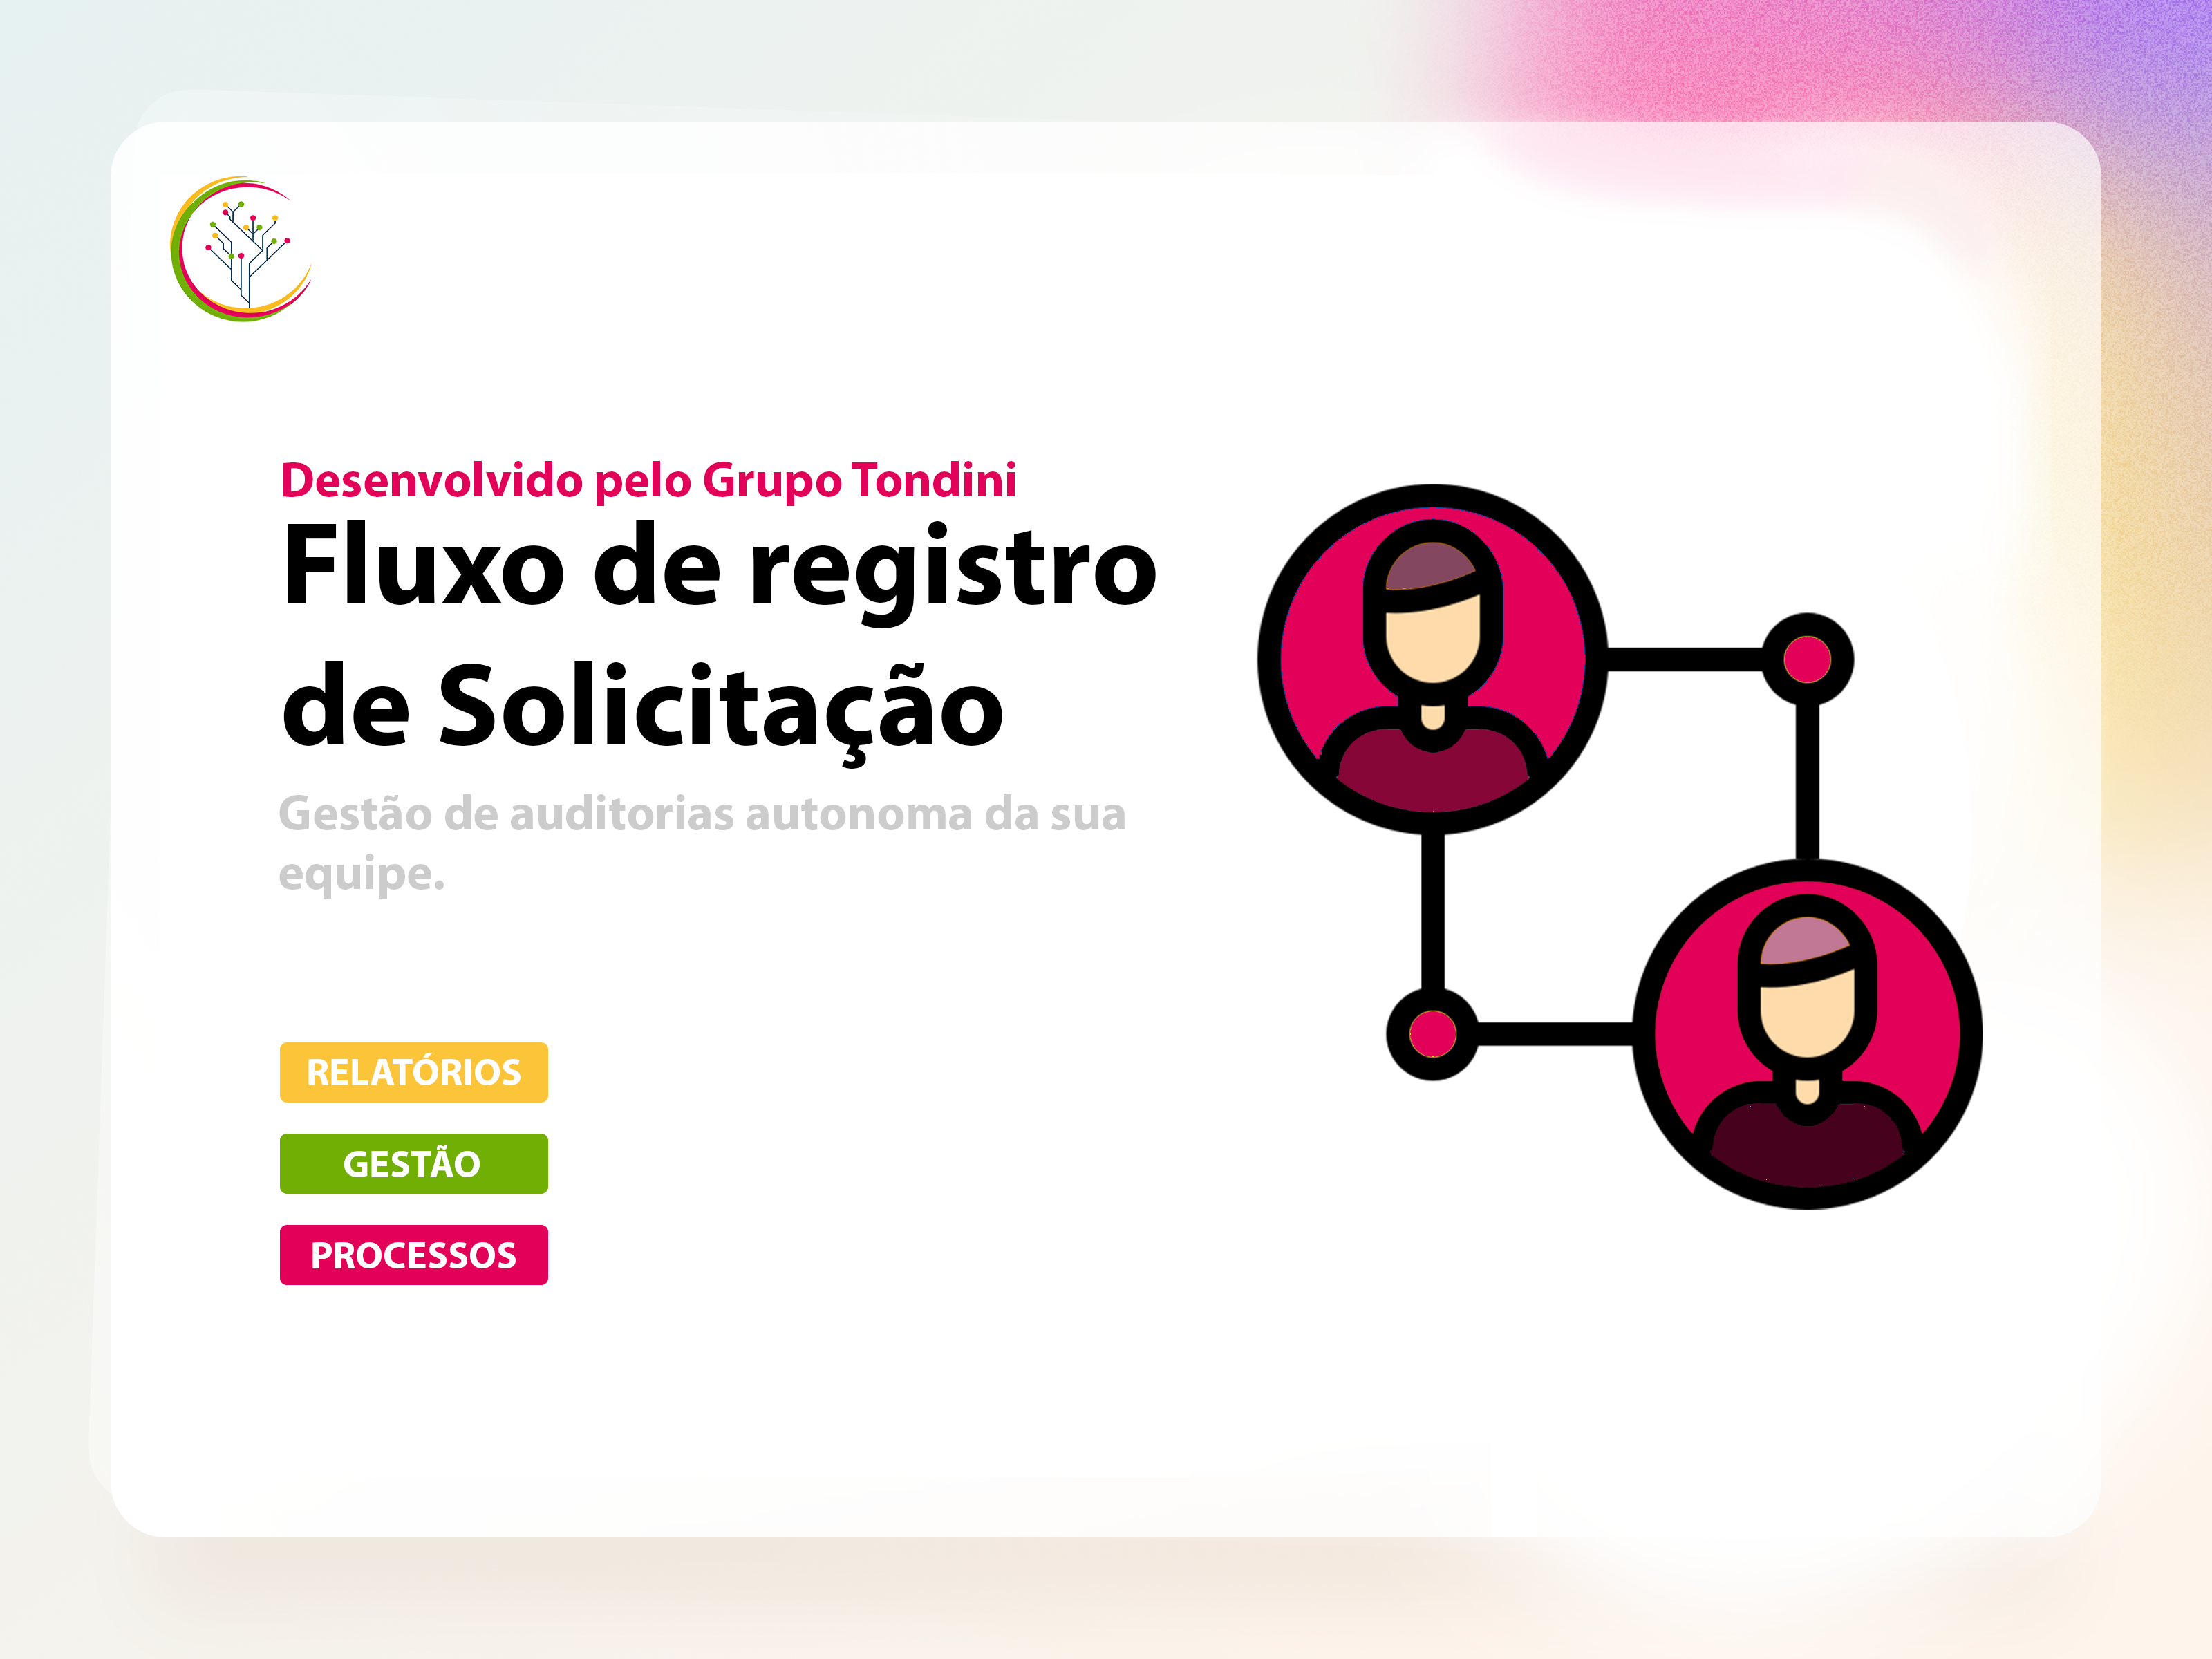 Desenvolvido pelo Grupo Tondini
Fluxo de registro
de Solicitação
Gestão de auditorias autonoma da sua
equipe.
RELATÓRIOS
GESTÃO
PROCESSOS